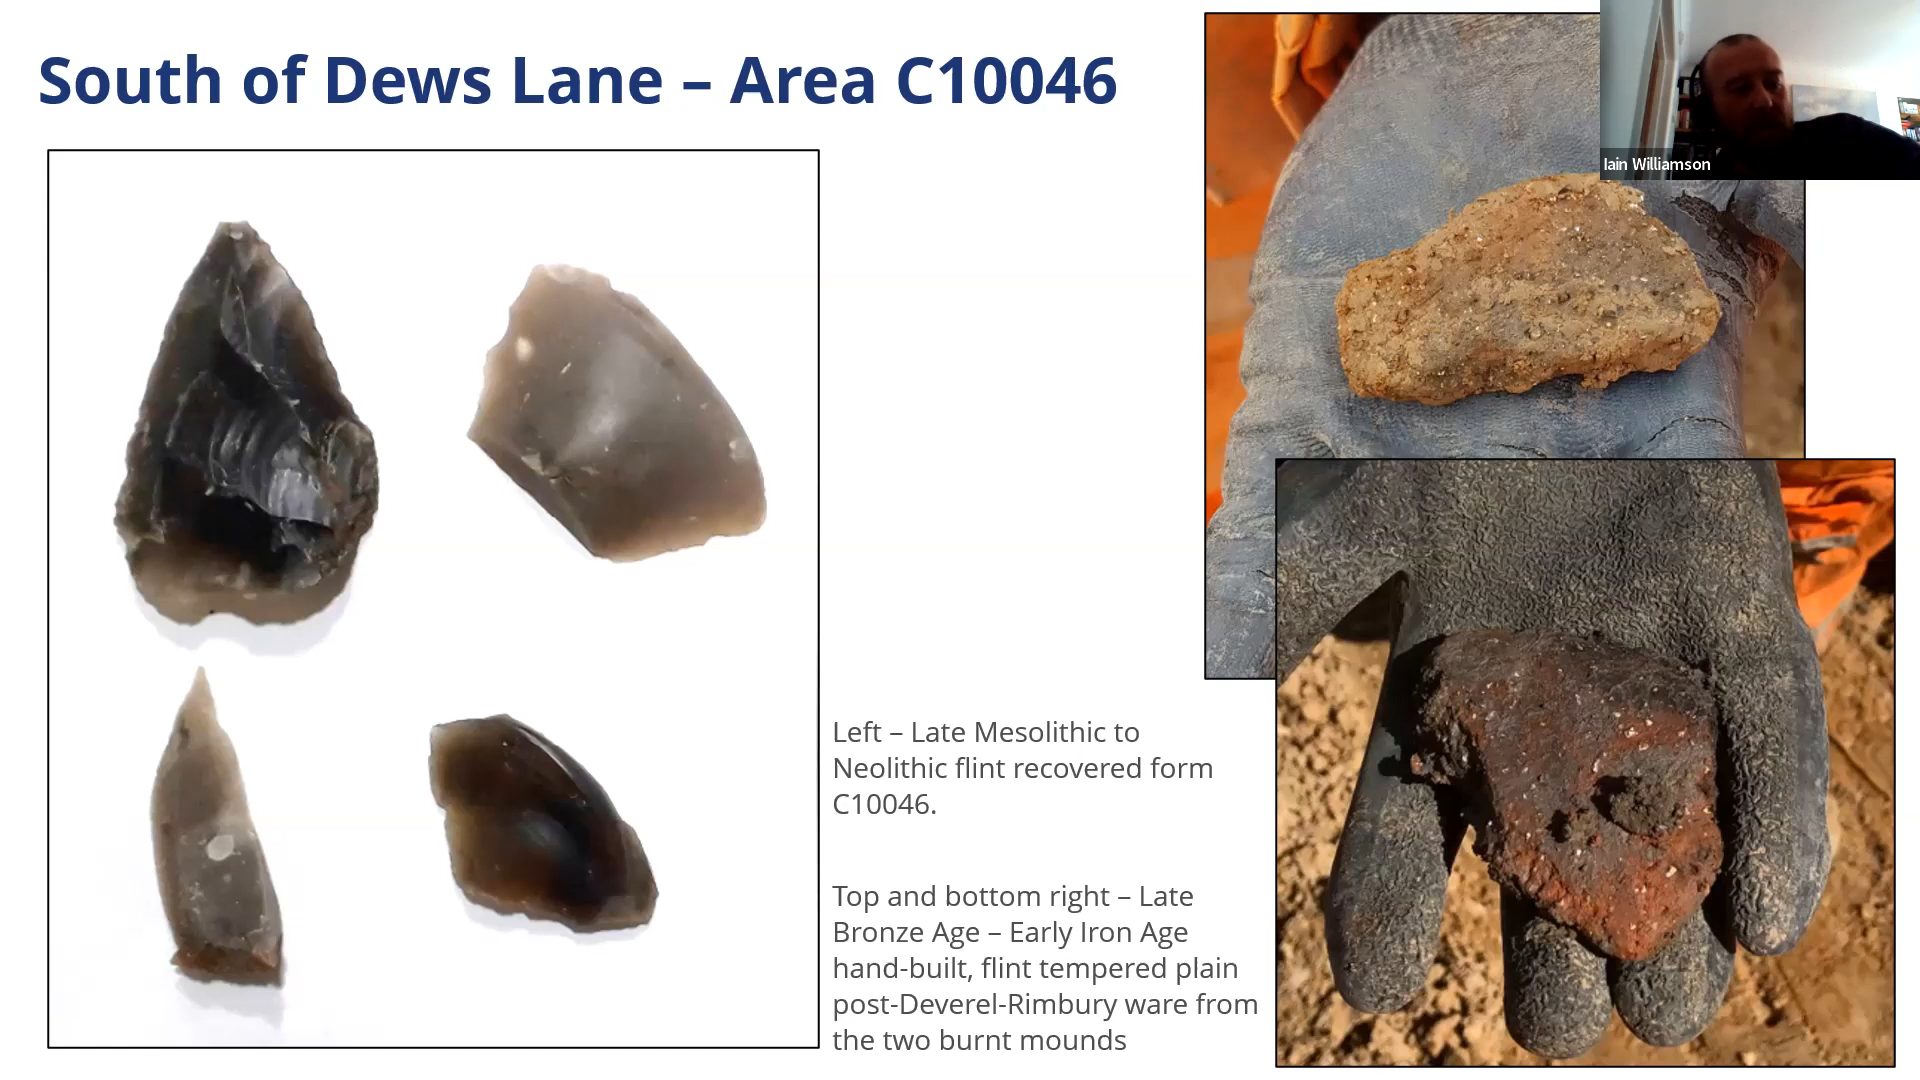 South of Dews Lane – Area C10046
Iain Williamson
Left – Late Mesolithic to
Neolithic flint recovered form
C10046.
Top and bottom right – Late
Bronze Age – Early Iron Age
hand-built, flint tempered plain
post-Deverel-Rimbury ware from
the two burnt mounds